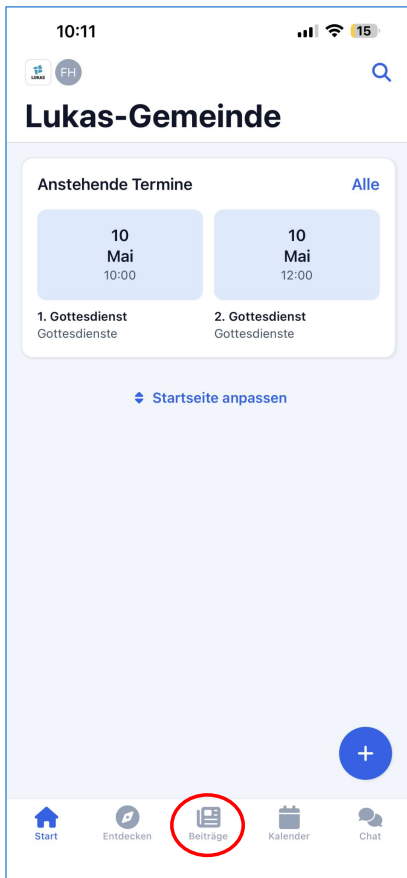 10:11
15
LUKAS
FH
Lukas-Gemeinde
Anstehende Termine
Alle
10
Mai
10:00
10
Mai
12:00
1. Gottesdienst
Gottesdienste
2. Gottesdienst
Gottesdienste
Startseite anpassen
+
Start
Entdecken
Beiträge
Kalender
Chat